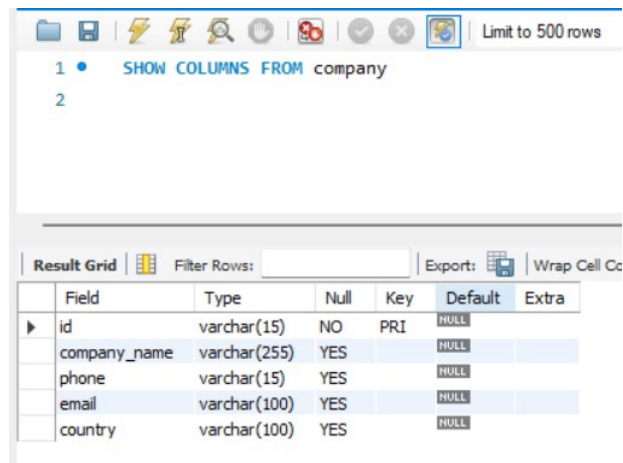 Limit to 500 rows
1 SHOW COLUMNS FROM company
2
Result Grid Filter Rows: Export: Wrap Cell Co
Field Type Null Key Default Extra
id varchar(15) NO PRI NULL
company_name varchar(255) YES NULL
phone varchar(15) YES NULL
email varchar(100) YES NULL
country varchar(100) YES NULL